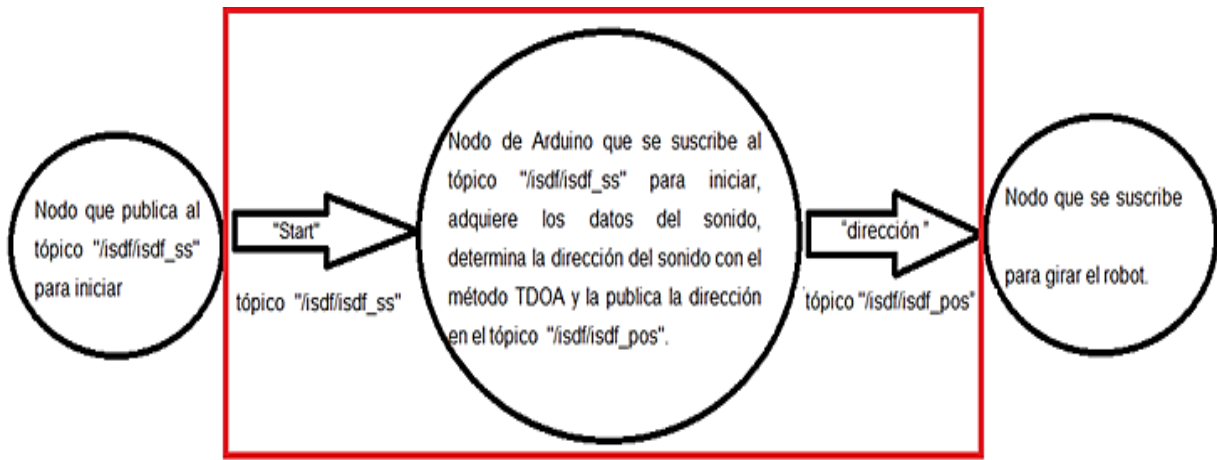 Nodo que publica al
tópico "/isdf/isdf_ss"
para iniciar
"Start"
tópico "/isdf/isdf_ss"
Nodo de Arduino que se suscribe al
tópico "/isdf/isdf_ss" para iniciar,
adquiere los datos del sonido,
determina la dirección del sonido con el
método TDOA y la publica la dirección
en el tópico "/isdf/isdf_pos".
"dirección "
tópico "/isdf/isdf_pos"
Nodo que se suscribe
para girar el robot.